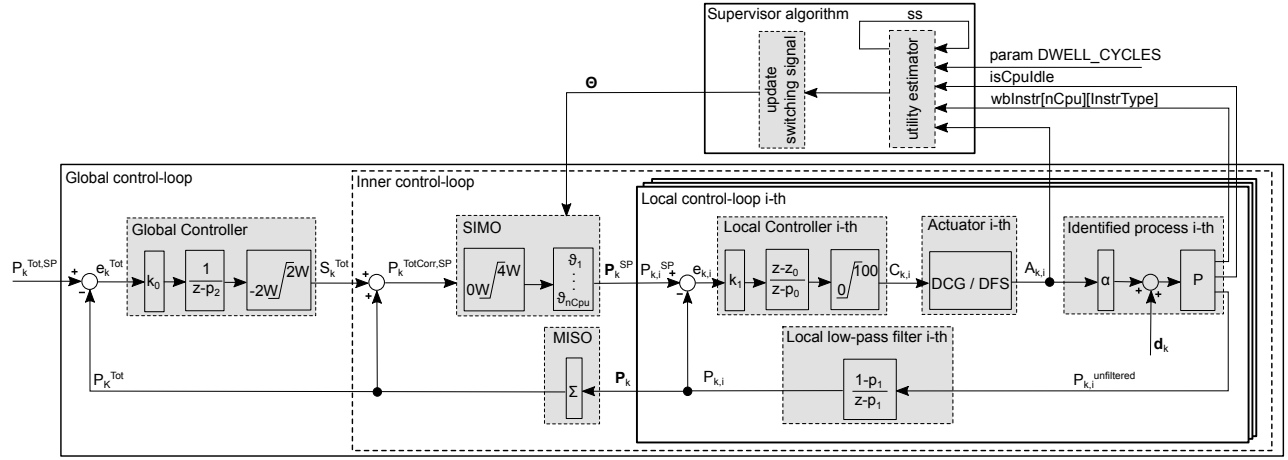 Supervisor algorithm
ss
update
switching signal
utility estimator
param DWELL_CYCLES
isCpuIdle
wbInstr[nCpu][InstrType]
Θ
Global control-loop
Inner control-loop
Local control-loop i-th
Global Controller
SIMO
Local Controller i-th
Actuator i-th
Identified process i-th
P_k^Tot,SP
+
-
e_k^Tot
k_0
1
z-p_2
2W
-2W
S_k^Tot
+
+
P_k^TotCorr,SP
4W
0W
ϑ_1
:
:
ϑ_nCpu
P_k^SP
P_k,i^SP
+
-
e_k,i
k_1
z-z_0
z-p_0
100
0
C_k,i
DCG / DFS
A_k,i
α
+
+
P
d_k
MISO
Σ
Local low-pass filter i-th
1-p_1
z-p_1
P_K^Tot
P_k
P_k,i
P_k,i^unfiltered